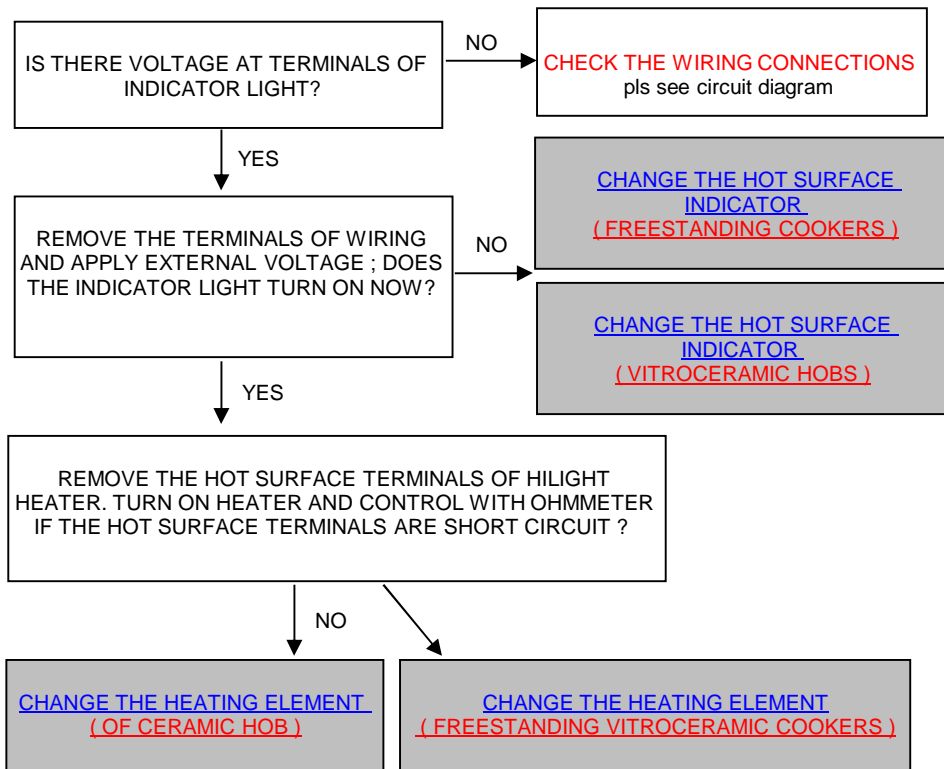 IS THERE VOLTAGE AT TERMINALS OF
INDICATOR LIGHT?
NO
CHECK THE WIRING CONNECTIONS
pls see circuit diagram
YES
CHANGE THE HOT SURFACE
INDICATOR
( FREESTANDING COOKERS )
REMOVE THE TERMINALS OF WIRING
AND APPLY EXTERNAL VOLTAGE ; DOES
THE INDICATOR LIGHT TURN ON NOW?
NO
CHANGE THE HOT SURFACE
INDICATOR
( VITROCERAMIC HOBS )
YES
REMOVE THE HOT SURFACE TERMINALS OF HILIGHT
HEATER. TURN ON HEATER AND CONTROL WITH OHMMETER
IF THE HOT SURFACE TERMINALS ARE SHORT CIRCUIT ?
NO
CHANGE THE HEATING ELEMENT
( OF CERAMIC HOB )
CHANGE THE HEATING ELEMENT
( FREESTANDING VITROCERAMIC COOKERS )